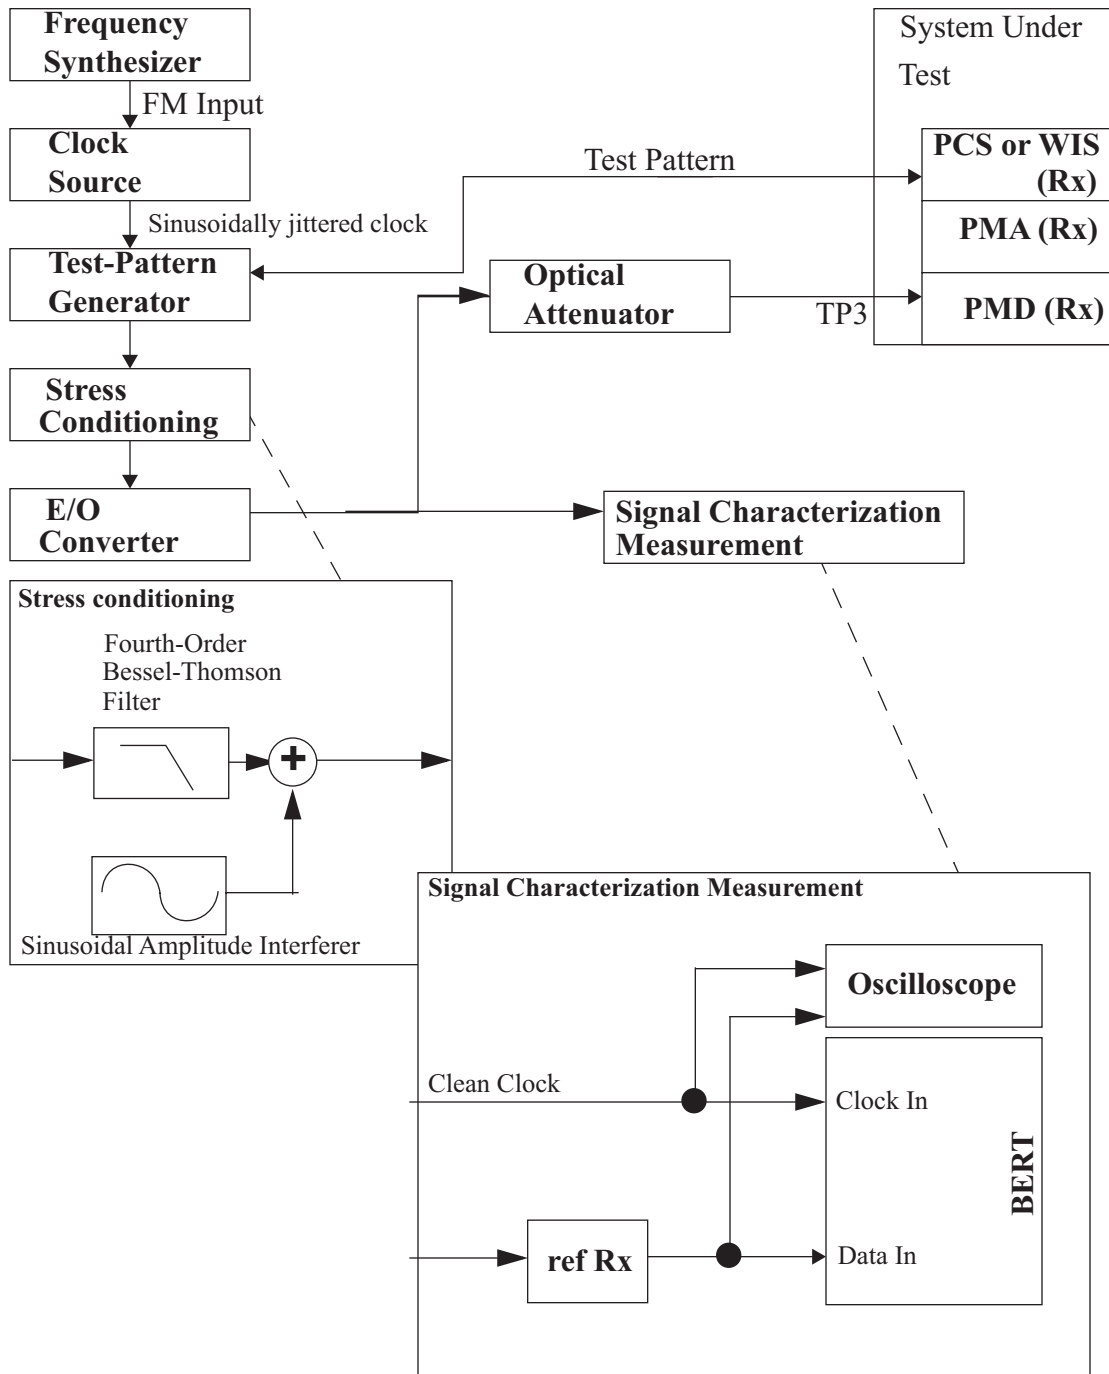 Frequency
Synthesizer
FM Input
Clock
Source
Sinusoidally jittered clock
Test-Pattern
Generator
Stress
Conditioning
E/O
Converter
System Under
Test
PCS or WIS
(Rx)
PMA (Rx)
PMD (Rx)
Test Pattern
Optical
Attenuator
TP3
Signal Characterization
Measurement
Stress conditioning
Fourth-Order
Bessel-Thomson
Filter
+
Sinusoidal Amplitude Interferer
Signal Characterization Measurement
Oscilloscope
Clean Clock
Clock In
BERT
ref Rx
Data In